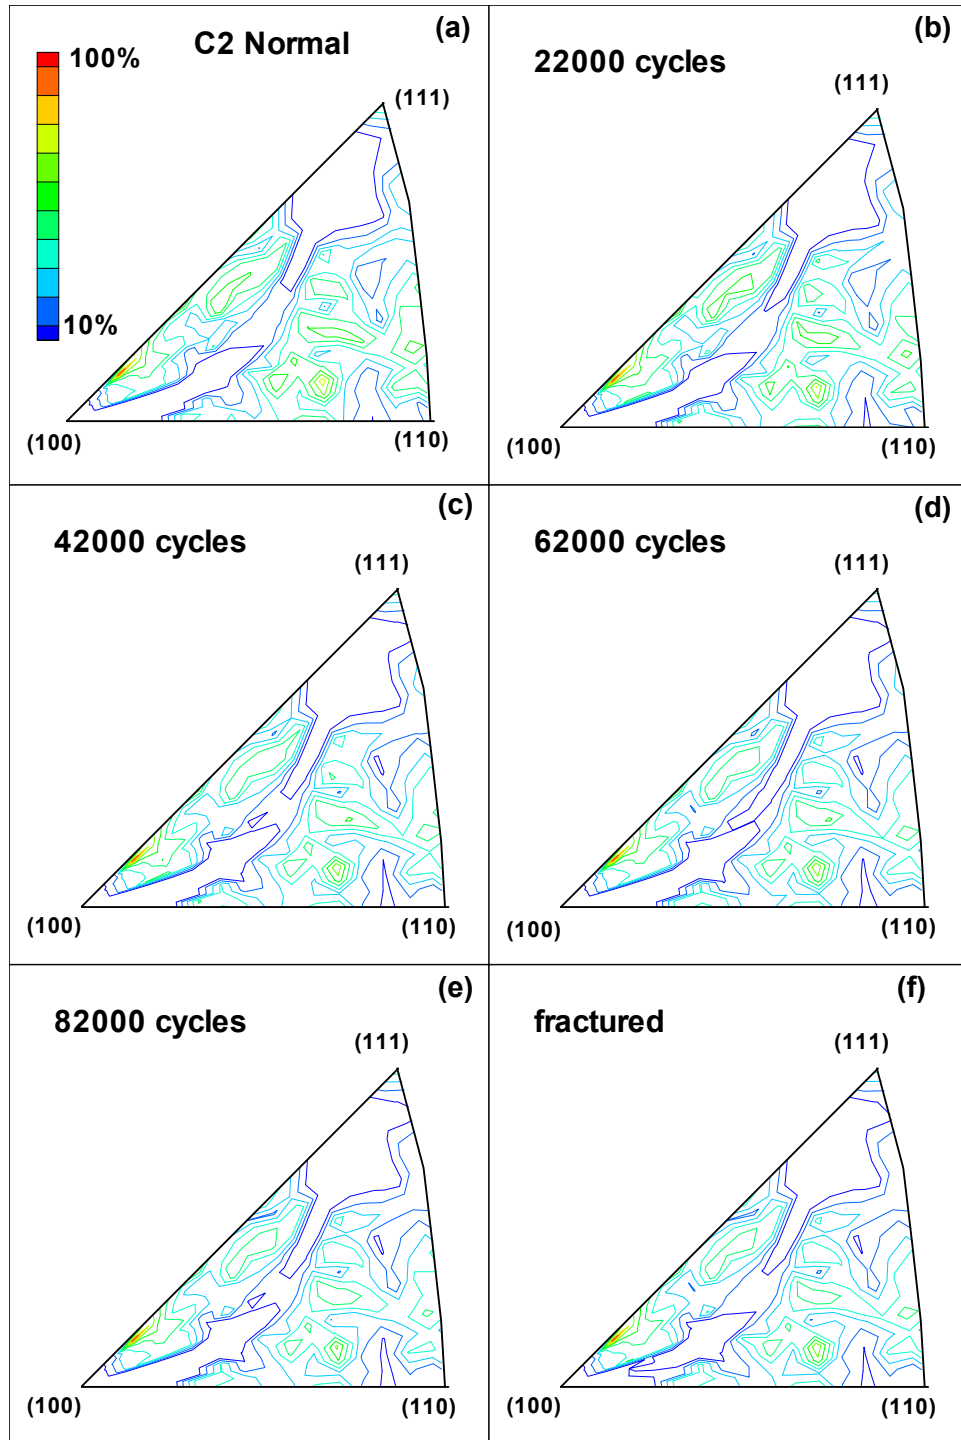 (a)
C2 Normal
100%
(111)
10%
(100)
(110)
(b)
22000 cycles
(111)
(100)
(110)
(c)
42000 cycles
(111)
(100)
(110)
(d)
62000 cycles
(111)
(100)
(110)
(e)
82000 cycles
(111)
(100)
(110)
(f)
fractured
(111)
(100)
(110)